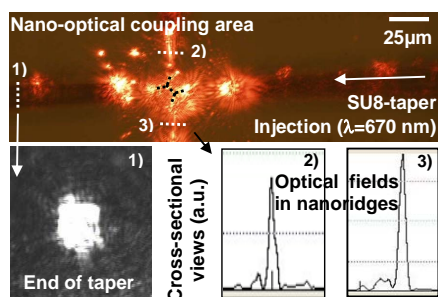 Nano-optical coupling area
25µm
1)
2)
3)
SU8-taper
Injection (λ=670 nm)
1)
End of taper
Cross-sectional
views (a.u.)
2)
3)
Optical fields
in nanoridges